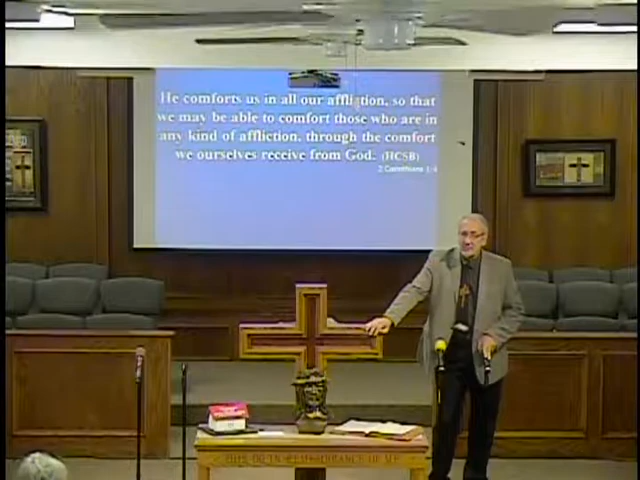 He comforts us in all our affliction, so that
we may be able to comfort those who are in
any kind of affliction, through the comfort
we ourselves receive from God. (HCSB)
2 Corinthians 1:4
THIS DO IN REMEMBRANCE OF ME